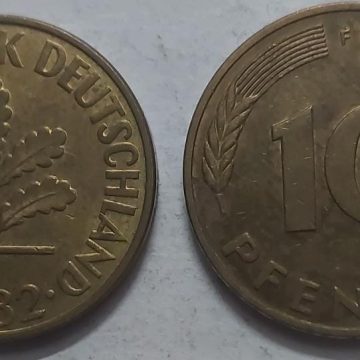 K DEUTSCHLAND
82
F
10
PFENN